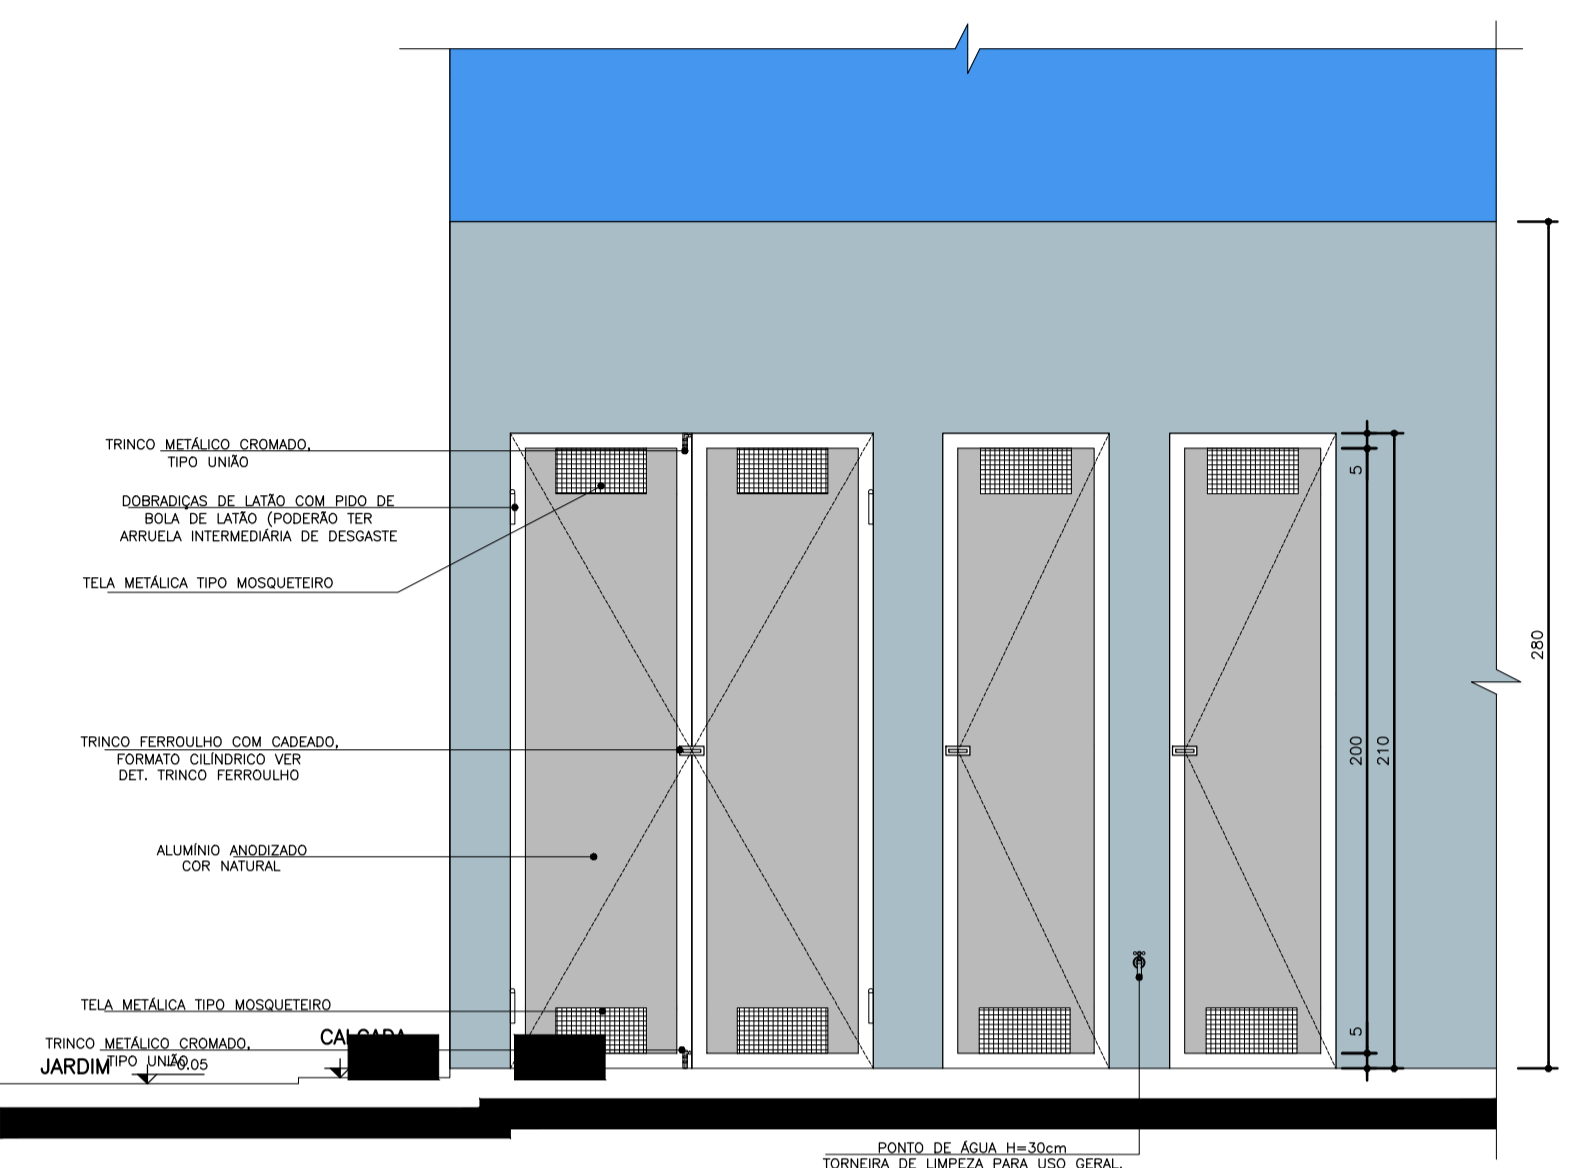 TRINCO METÁLICO CROMADO,
TIPO UNIÃO
DOBRADIÇAS DE LATÃO COM PIDO DE
BOLA DE LATÃO (PODERÃO TER
ARRUELA INTERMEDIÁRIA DE DESGASTE
TELA METÁLICA TIPO MOSQUETEIRO
TRINCO FERROULHO COM CADEADO,
FORMATO CILÍNDRICO VER
DET. TRINCO FERROULHO
ALUMÍNIO ANODIZADO
COR NATURAL
TELA METÁLICA TIPO MOSQUETEIRO
TRINCO METÁLICO CROMADO,
TIPO UNIÃO
JARDIM
CALÇADA
5
200
210
280
5
PONTO DE ÁGUA H=30cm
TORNEIRA DE LIMPEZA PARA USO GERAL.